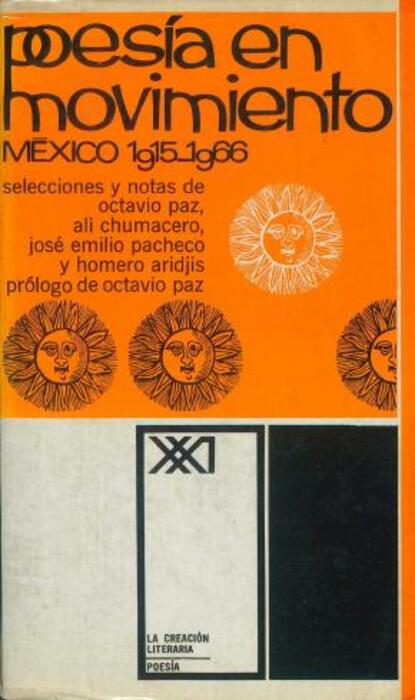 poesía en
movimiento
MÉXICO 1915-1966
selecciones y notas de
octavio paz,
ali chumacero,
josé emilio pacheco
y homero aridjis
prólogo de octavio paz
XXI
LA CREACIÓN
LITERARIA
POESÍA